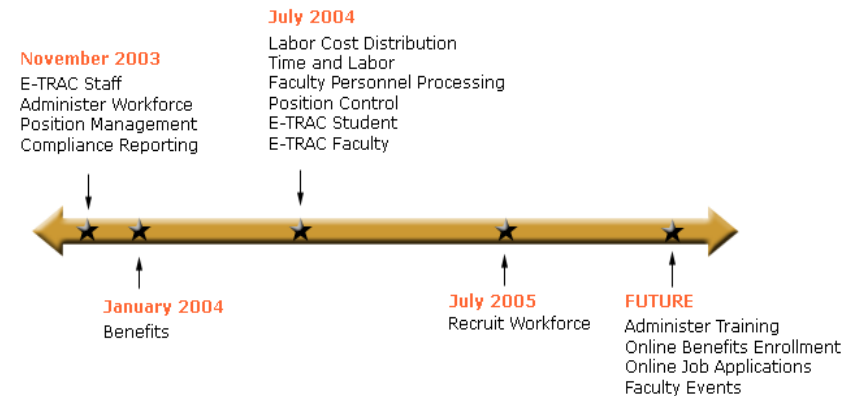 July 2004
Labor Cost Distribution
Time and Labor
Faculty Personnel Processing
Position Control
E-TRAC Student
E-TRAC Faculty
November 2003
E-TRAC Staff
Administer Workforce
Position Management
Compliance Reporting
January 2004
Benefits
July 2005
Recruit Workforce
FUTURE
Administer Training
Online Benefits Enrollment
Online Job Applications
Faculty Events